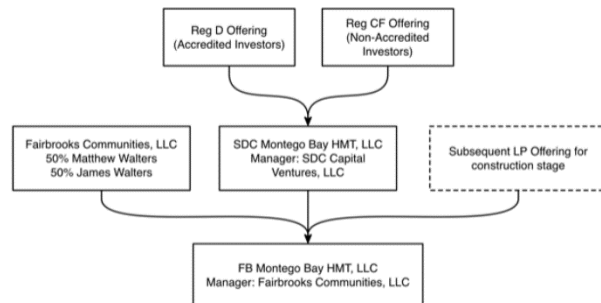 Reg D Offering
(Accredited Investors)
Reg CF Offering
(Non-Accredited
Investors)
Fairbrooks Communities, LLC
50% Matthew Walters
50% James Walters
SDC Montego Bay HMT, LLC
Manager: SDC Capital
Ventures, LLC
Subsequent LP Offering for
construction stage
FB Montego Bay HMT, LLC
Manager: Fairbrooks Communities, LLC